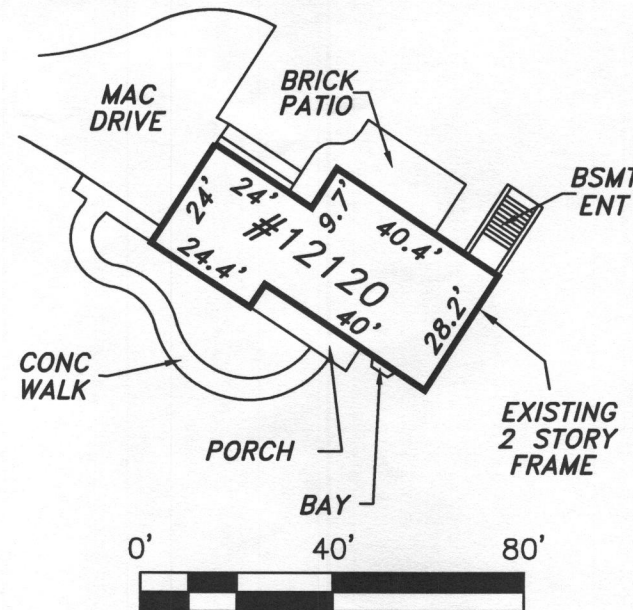 MAC
DRIVE
BRICK
PATIO
BSMT
ENT
24'
24'
9.7'
40.4'
#12120
24.4'
40'
28.2'
CONC
WALK
PORCH
BAY
EXISTING
2 STORY
FRAME
0'
40'
80'